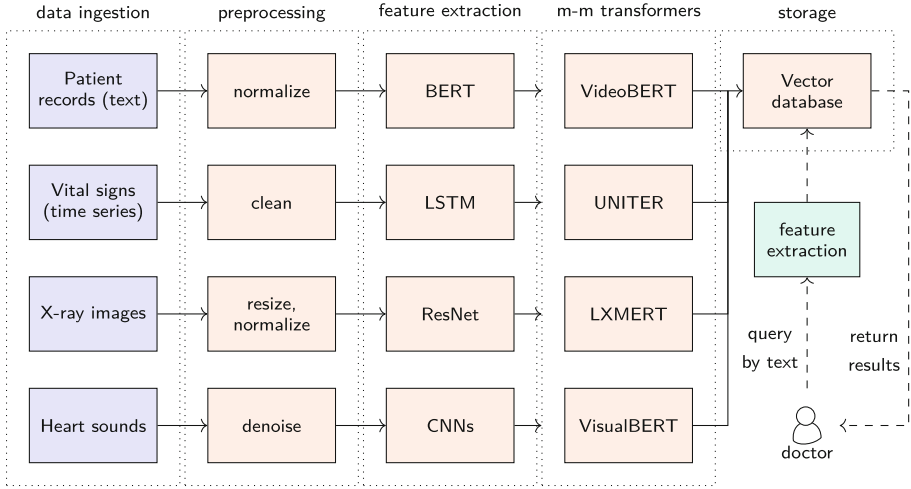 data ingestion
preprocessing
feature extraction
m-m transformers
storage
Patient
records (text)
normalize
BERT
VideoBERT
Vector
database
Vital signs
(time series)
clean
LSTM
UNITER
feature
extraction
X-ray images
resize,
normalize
ResNet
LXMERT
query
by text
return
results
Heart sounds
denoise
CNNs
VisualBERT
doctor